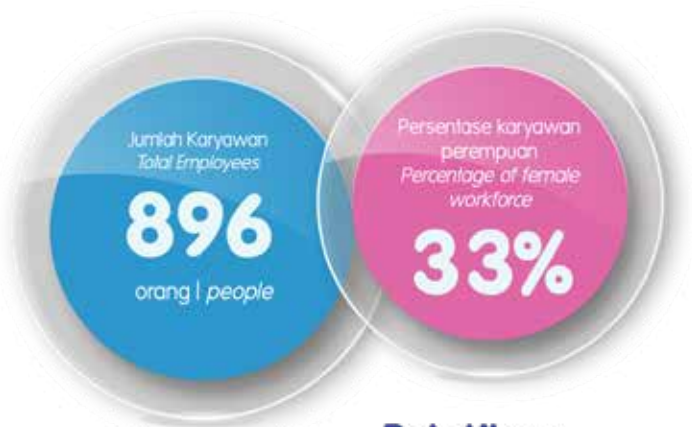 Jumlah Karyawan
Total Employees
896
orang | people
Persentase karyawan
perempuan
Percentage of female
workforce
33%